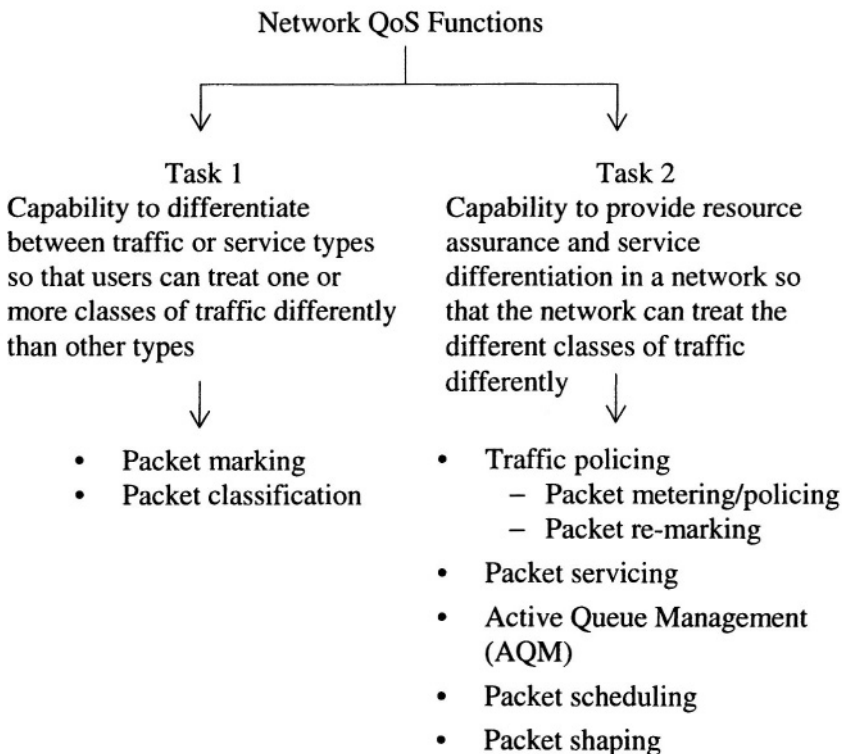 Network QoS Functions
Task 1
Capability to differentiate
between traffic or service types
so that users can treat one or
more classes of traffic differently
than other types
• Packet marking
• Packet classification
Task 2
Capability to provide resource
assurance and service
differentiation in a network so
that the network can treat the
different classes of traffic
differently
• Traffic policing
– Packet metering/policing
– Packet re-marking
• Packet servicing
• Active Queue Management
(AQM)
• Packet scheduling
• Packet shaping